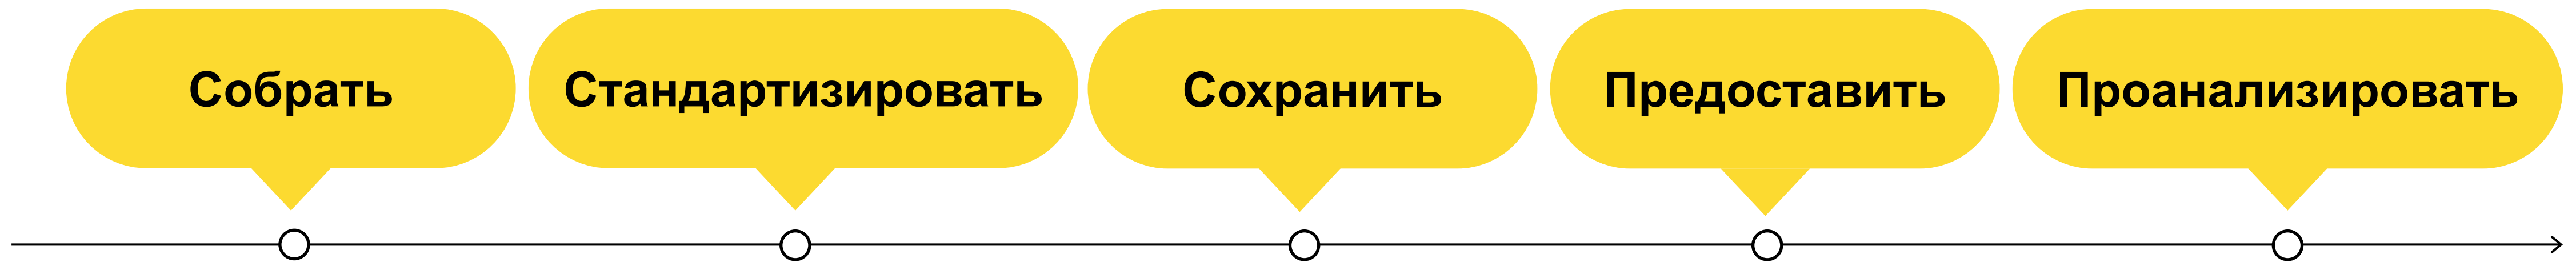 Собрать
Стандартизировать
Сохранить
Предоставить
Проанализировать